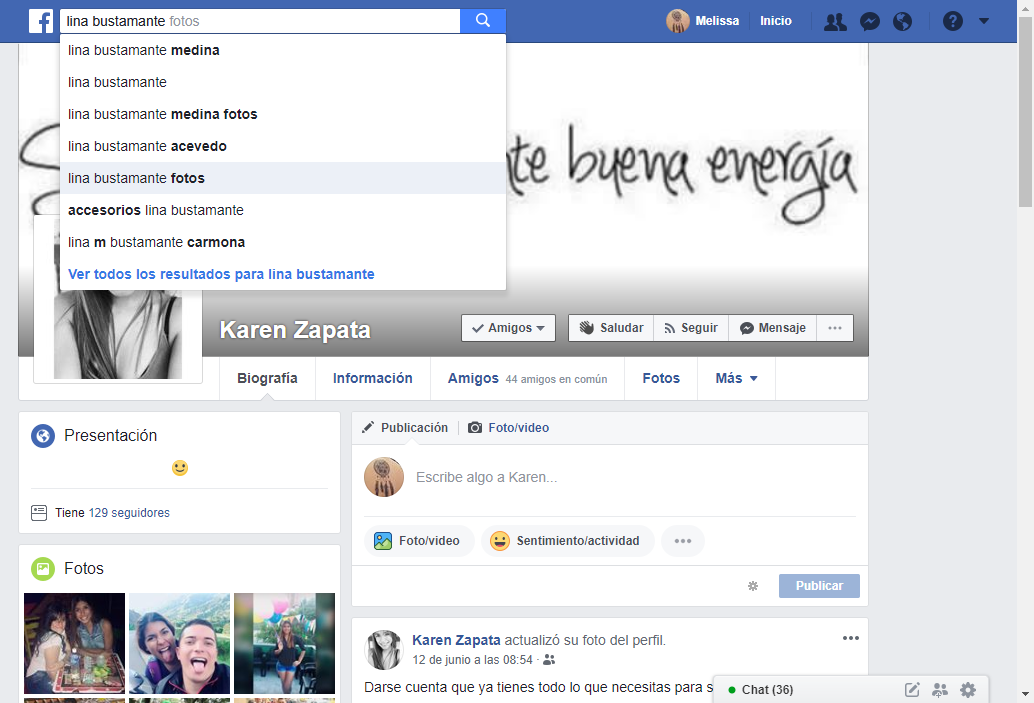 lina bustamante fotos
Melissa Inicio
lina bustamante medina
lina bustamante
lina bustamante medina fotos
lina bustamante acevedo
lina bustamante fotos
accesorios lina bustamante
lina m bustamante carmona
Ver todos los resultados para lina bustamante
buena energía
Karen Zapata
Amigos Saludar Seguir Mensaje
Biografía Información Amigos 44 amigos en común Fotos Más
Presentación
Tiene 129 seguidores
Fotos
Publicación Foto/video
Escribe algo a Karen...
Foto/video Sentimiento/actividad
Publicar
Karen Zapata actualizó su foto del perfil.
12 de junio a las 08:54 ·
Darse cuenta que ya tienes todo lo que necesitas para s
Chat (36)